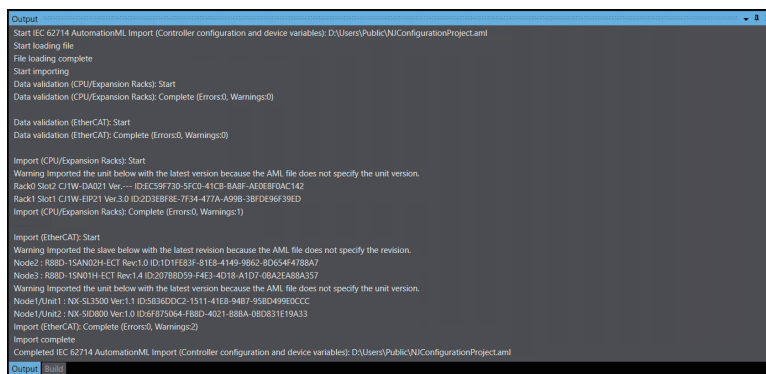 Output
Start IEC 62714 AutomationML Import (Controller configuration and device variables): D:\Users\Public\NJConfigurationProject.aml
Start loading file
File loading complete
Start importing
Data validation (CPU/Expansion Racks): Start
Data validation (CPU/Expansion Racks): Complete (Errors:0, Warnings:0)
Data validation (EtherCAT): Start
Data validation (EtherCAT): Complete (Errors:0, Warnings:0)
Import (CPU/Expansion Racks): Start
Warning Imported the unit below with the latest version because the AML file does not specify the unit version.
Rack0 Slot2 CJ1W-DA021 Ver.--- ID:EC59F730-5FC0-41CB-BA8F-AE0E8F0AC142
Rack1 Slot1 CJ1W-EIP21 Ver.3.0 ID:2D3EBF8E-7F34-477A-A99B-3BFDE96F39ED
Import (CPU/Expansion Racks): Complete (Errors:0, Warnings:1)
Import (EtherCAT): Start
Warning Imported the slave below with the latest revision because the AML file does not specify the revision.
Node2 : R88D-1SAN02H-ECT Rev:1.0 ID:1D1FE83F-81E8-4149-9B62-BD654F4788A7
Node3 : R88D-1SN01H-ECT Rev:1.4 ID:207BBD59-F4E3-4D18-A1D7-0BA2EA88A357
Warning Imported the unit below with the latest version because the AML file does not specify the unit version.
Node1/Unit1 : NX-SL3500 Ver:1.1 ID:5836DDC2-1511-41E8-94B7-95BD499E0CCC
Node1/Unit2 : NX-SID800 Ver:1.0 ID:6F875064-FB8D-4021-B8BA-0BD831E19A33
Import (EtherCAT): Complete (Errors:0, Warnings:2)
Import complete
Completed IEC 62714 AutomationML Import (Controller configuration and device variables): D:\Users\Public\NJConfigurationProject.aml
Output Build